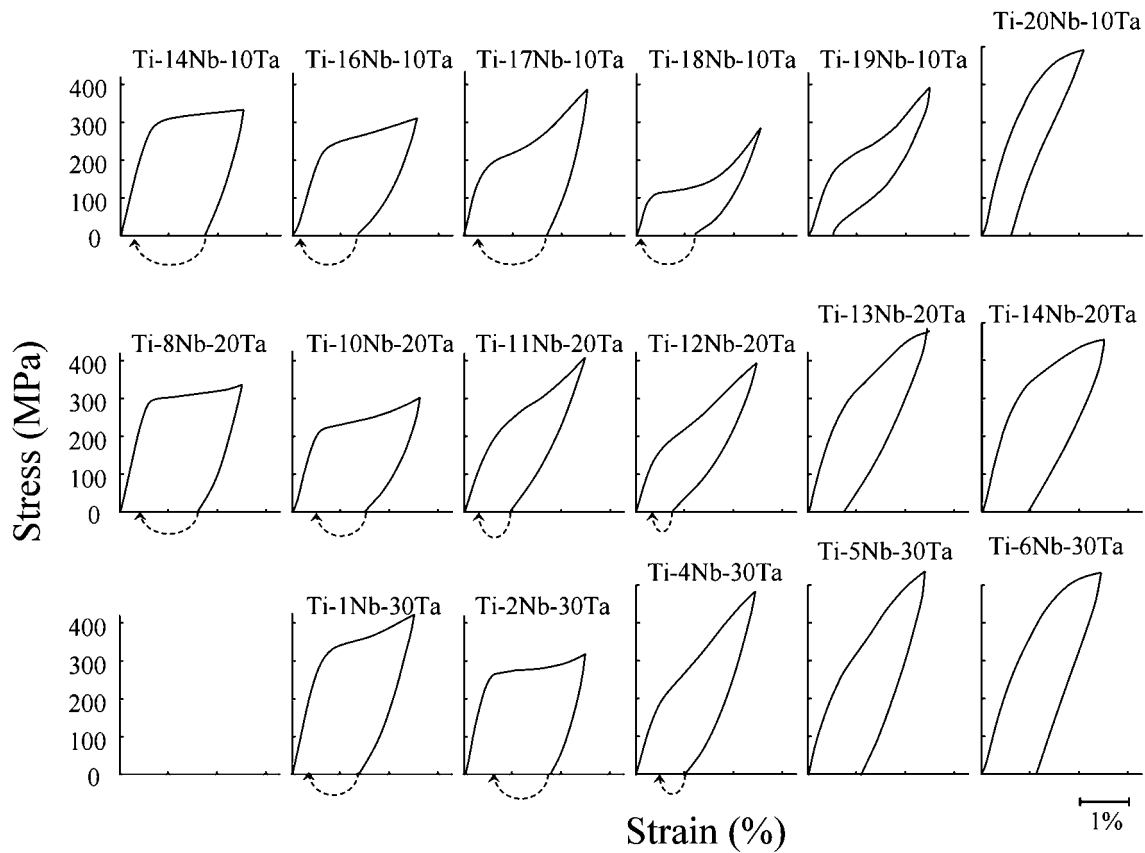 Ti-20Nb-10Ta
Ti-14Nb-10Ta Ti-16Nb-10Ta Ti-17Nb-10Ta Ti-18Nb-10Ta Ti-19Nb-10Ta
400
300
200
100
0
Ti-13Nb-20Ta Ti-14Nb-20Ta
Ti-8Nb-20Ta Ti-10Nb-20Ta Ti-11Nb-20Ta Ti-12Nb-20Ta
400
300
200
100
0
Stress (MPa)
Ti-5Nb-30Ta Ti-6Nb-30Ta
Ti-4Nb-30Ta
Ti-1Nb-30Ta Ti-2Nb-30Ta
400
300
200
100
0
1%
Strain (%)